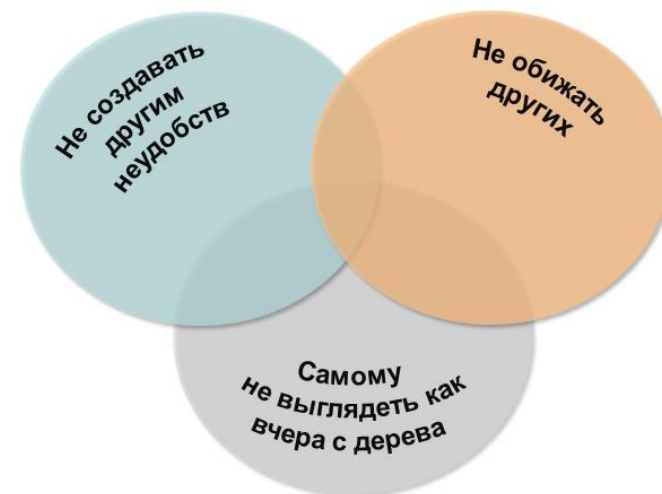 Не создавать
другим
неудобств
Не обижать
других
Самому
не выглядеть как
вчера с дерева